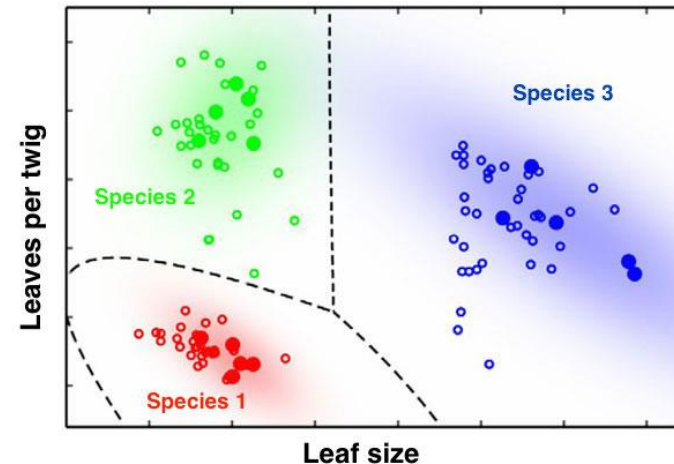 Species 3
Species 2
Species 1
Leaves per twig
Leaf size